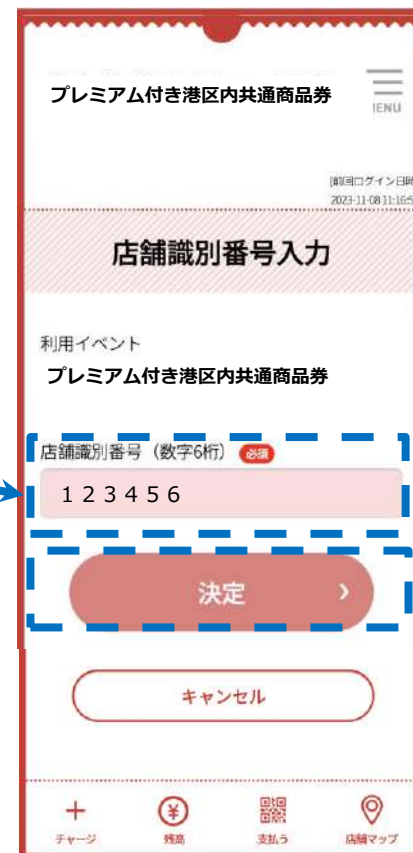 プレミアム付き港区内共通商品券
MENU
[前回ログイン日時
2023-11-08 11:16:5
店舗識別番号入力
利用イベント
プレミアム付き港区内共通商品券
店舗識別番号（数字6桁） 必須
１２３４５６
決定
キャンセル
チャージ 残高 支払う 店舗マップ